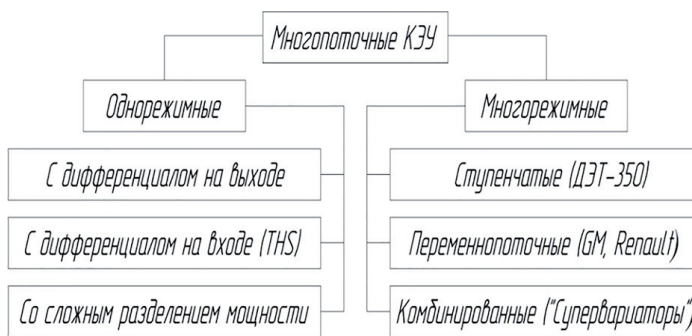 Многопоточные КЭУ
Однорежимные
Многорежимные
С дифференциалом на выходе
Ступенчатые (ДЭТ-350)
С дифференциалом на входе (THS)
Переменнопоточные (GM, Renault)
Со сложным разделением мощности
Комбинированные ("Супервариаторы")